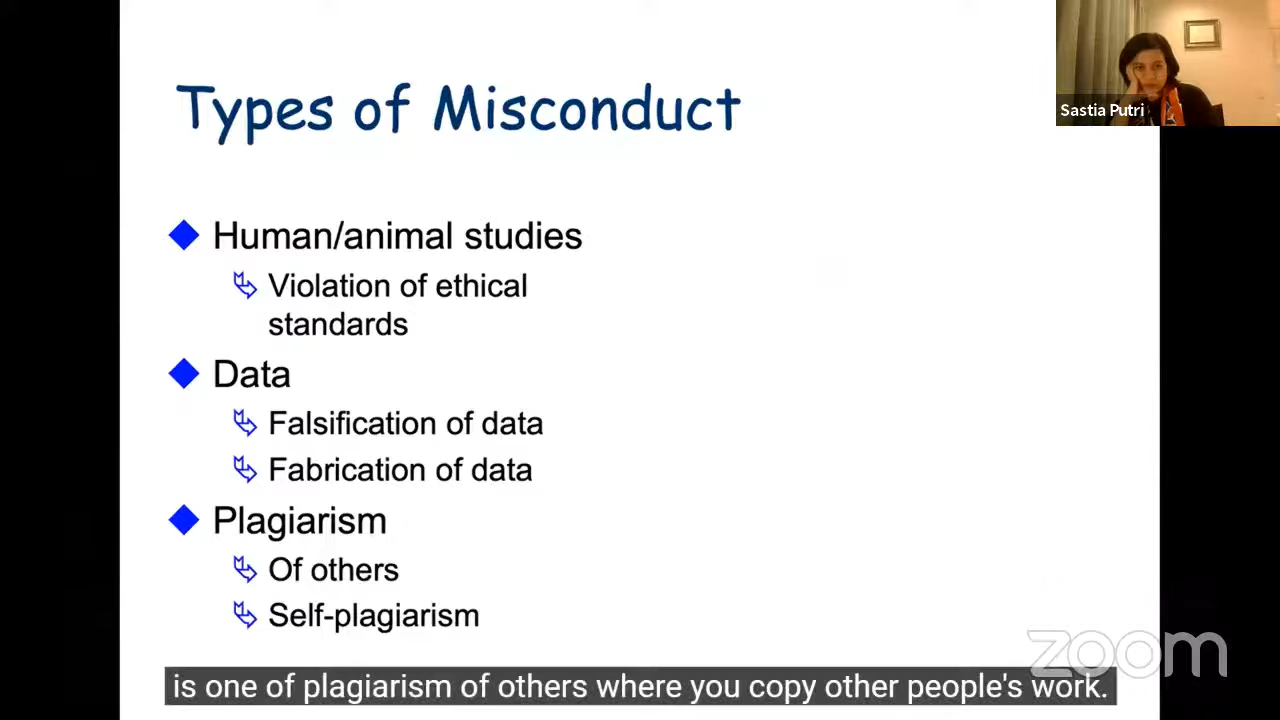 Types of Misconduct
Sastia Putri
Human/animal studies
Violation of ethical
standards
Data
Falsification of data
Fabrication of data
Plagiarism
Of others
Self-plagiarism
zoom
is one of plagiarism of others where you copy other people's work.